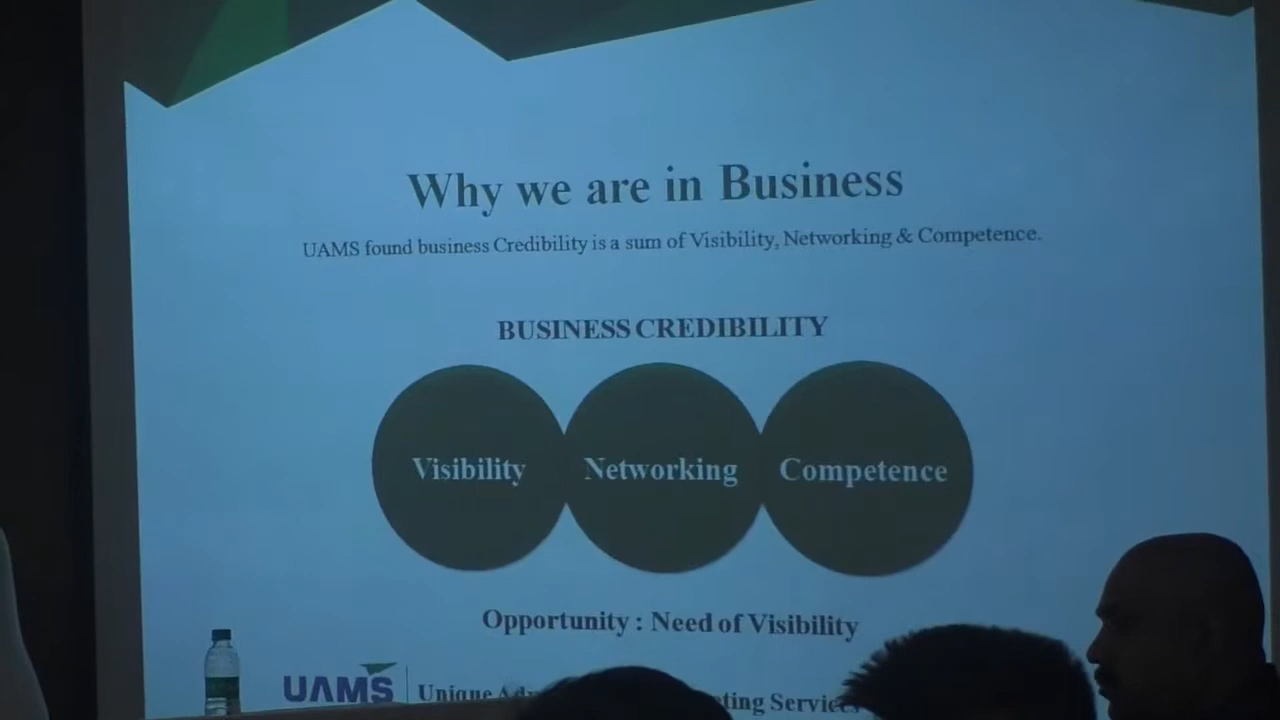 Why we are in Business
UAMS found business Credibility is a sum of Visibility, Networking & Competence.
BUSINESS CREDIBILITY
Visibility Networking Competence
Opportunity : Need of Visibility
UAMS Unique